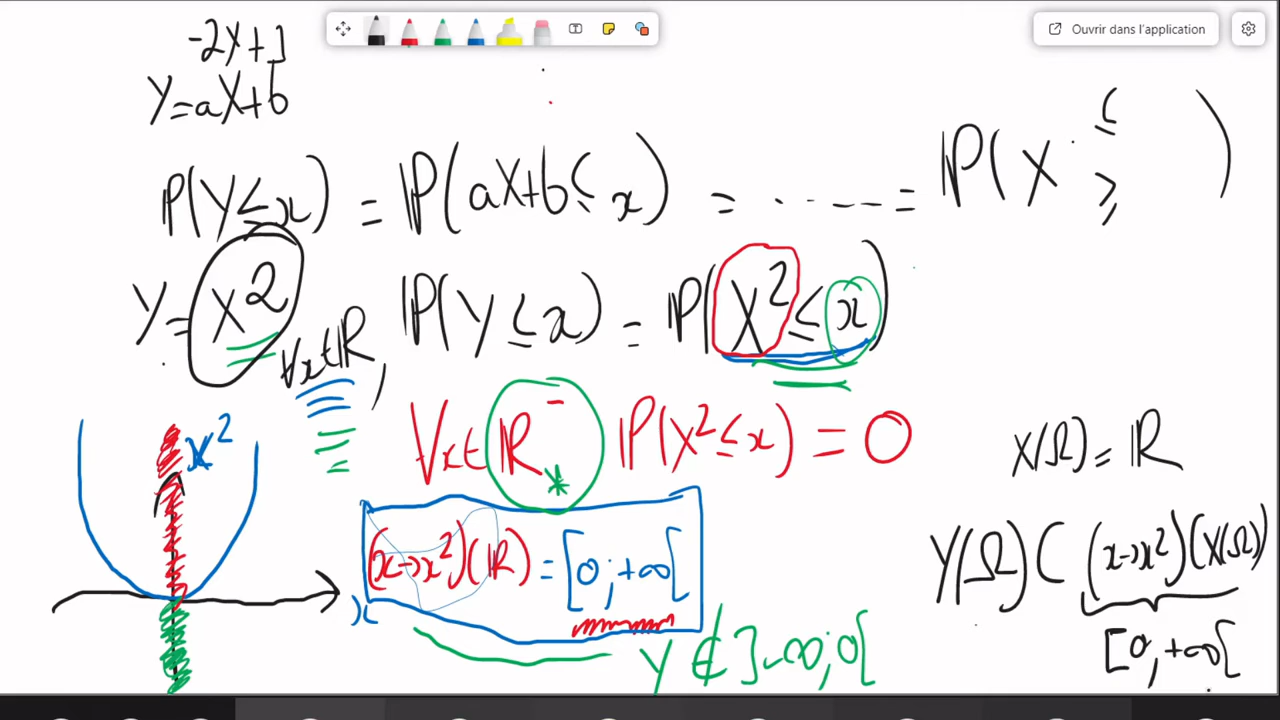 Ouvrir dans l'application
-2X+1
Y=aX+b
P(Y≤x) = P(aX+b≤x) = ...... = P(X ≤ ≥ )
Y=X² ∀x∈ℝ, P(Y≤x) = P(X²≤x)
∀x∈ℝ⁻* P(X²≤x) = 0
x²
X(Ω)=ℝ
(x→x²)(ℝ) = [0;+∞[
Y(Ω)⊂(x→x²)(X(Ω))
[0,+∞[
Y∉]-∞;0[